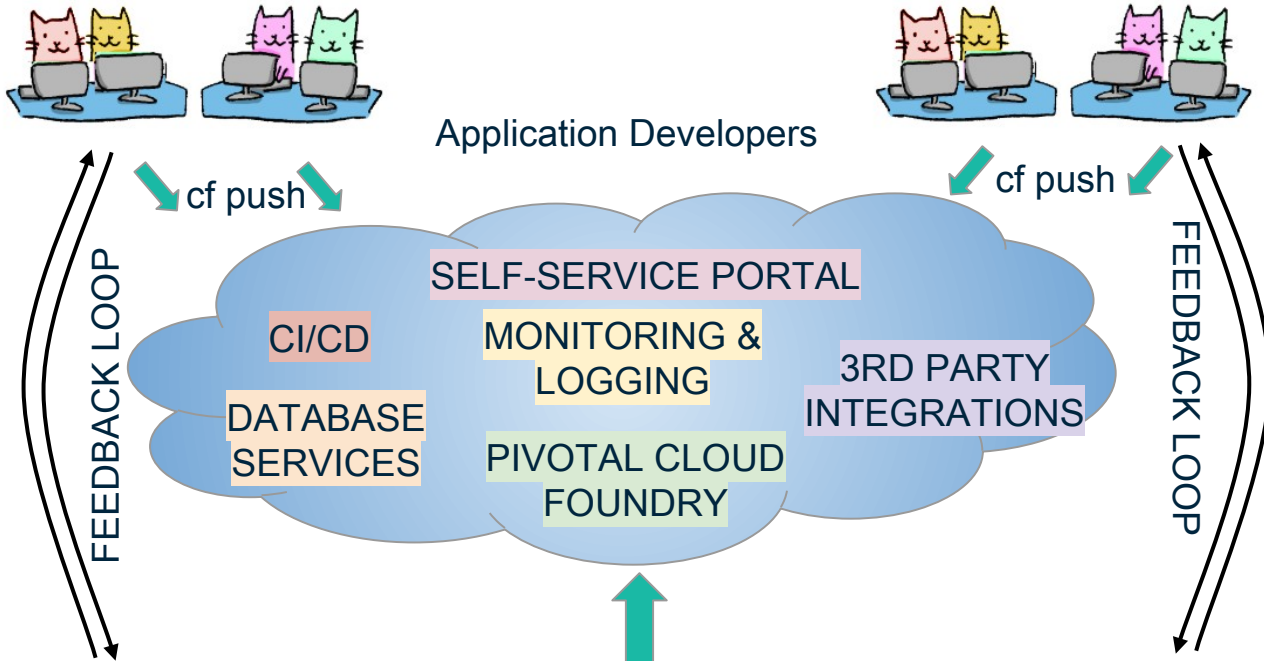 Application Developers
cf push
cf push
SELF-SERVICE PORTAL
CI/CD
MONITORING &
LOGGING
3RD PARTY
INTEGRATIONS
DATABASE
SERVICES
PIVOTAL CLOUD
FOUNDRY
FEEDBACK LOOP
FEEDBACK LOOP